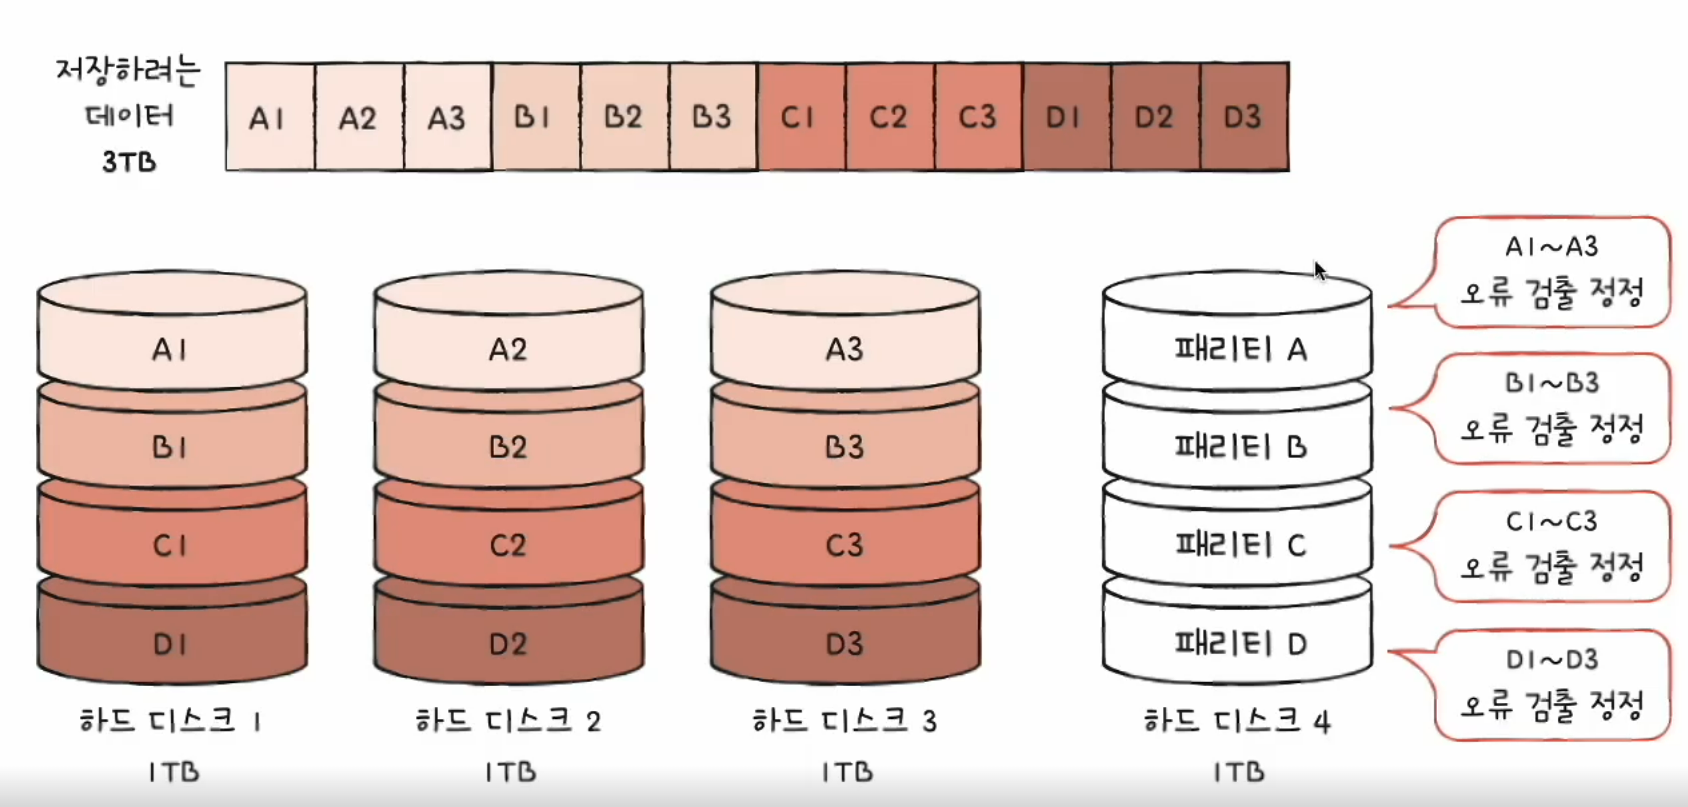 저장하려는
데이터
3TB
A1 A2 A3 B1 B2 B3 C1 C2 C3 D1 D2 D3
A1 A2 A3 패리티 A
B1 B2 B3 패리티 B
C1 C2 C3 패리티 C
D1 D2 D3 패리티 D
하드 디스크 1 하드 디스크 2 하드 디스크 3 하드 디스크 4
1TB 1TB 1TB 1TB
A1~A3
오류 검출 정정
B1~B3
오류 검출 정정
C1~C3
오류 검출 정정
D1~D3
오류 검출 정정